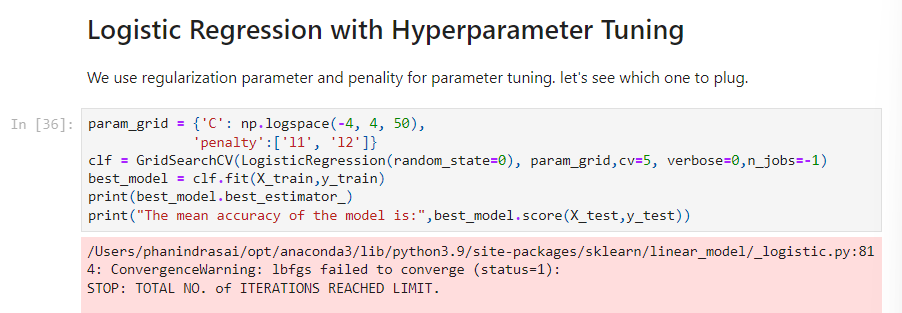 Logistic Regression with Hyperparameter Tuning
We use regularization parameter and penality for parameter tuning. let's see which one to plug.
In [36]: param_grid = {'C': np.logspace(-4, 4, 50),
'penalty':['l1', 'l2']}
clf = GridSearchCV(LogisticRegression(random_state=0), param_grid,cv=5, verbose=0,n_jobs=-1)
best_model = clf.fit(X_train,y_train)
print(best_model.best_estimator_)
print("The mean accuracy of the model is:",best_model.score(X_test,y_test))
/Users/phanindrasai/opt/anaconda3/lib/python3.9/site-packages/sklearn/linear_model/_logistic.py:81
4: ConvergenceWarning: lbfgs failed to converge (status=1):
STOP: TOTAL NO. of ITERATIONS REACHED LIMIT.